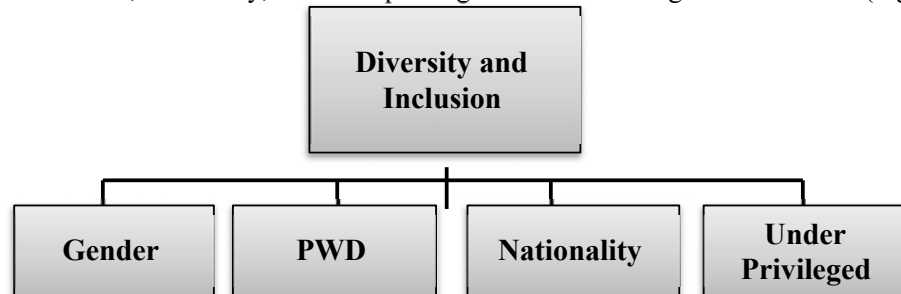 Diversity and
Inclusion
Gender
PWD
Nationality
Under
Privileged